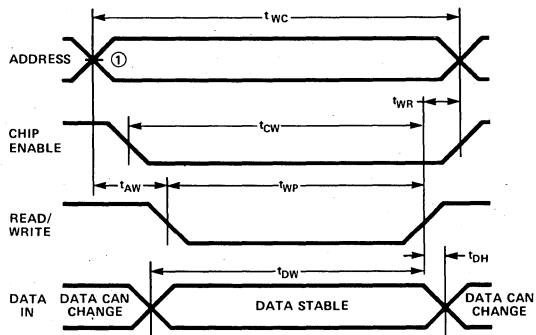 t WC
ADDRESS
①
tWR
CHIP
ENABLE
tCW
tAW
tWP
READ/
WRITE
tDH
tDW
DATA
IN
DATA CAN
CHANGE
DATA STABLE
DATA CAN
CHANGE